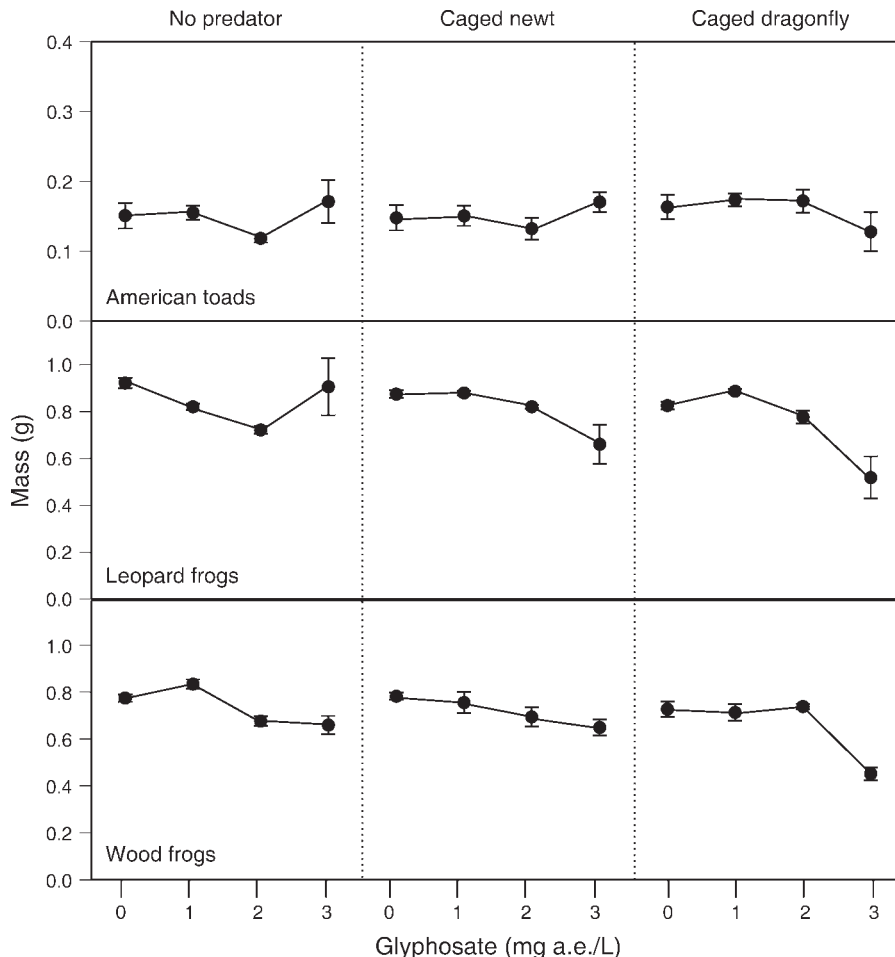 No predator Caged newt Caged dragonfly
0.4
0.3
0.2
0.1
American toads
0.0
1.0
0.8
0.6
0.4
0.2
Leopard frogs
0.0
1.0
0.8
0.6
0.4
0.2
Wood frogs
0.0
Mass (g)
0 1 2 3 0 1 2 3 0 1 2 3
Glyphosate (mg a.e./L)